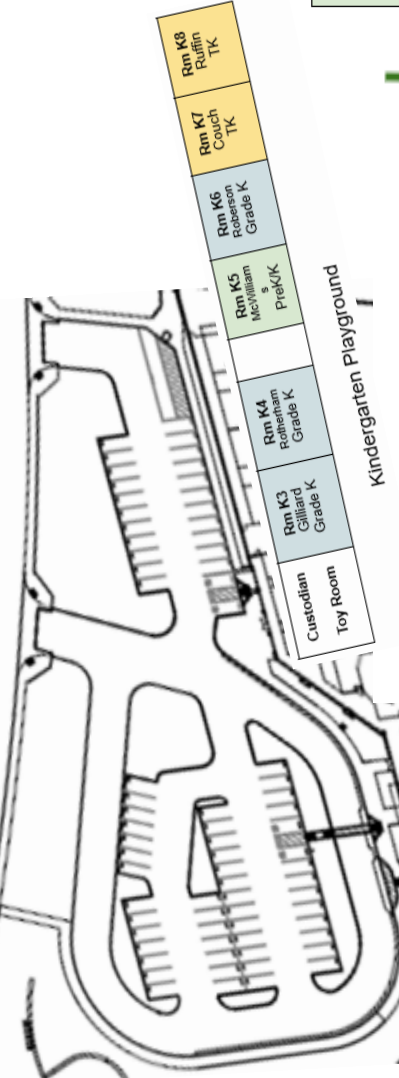 Rm K8
Ruffin
TK
Rm K7
Couch
TK
Rm K6
Roberson
Grade K
Rm K5
McWilliam
s
PreK/K
Rm K4
Rotherham
Grade K
Rm K3
Gilliard
Grade K
Custodian
Toy Room
Kindergarten Playground